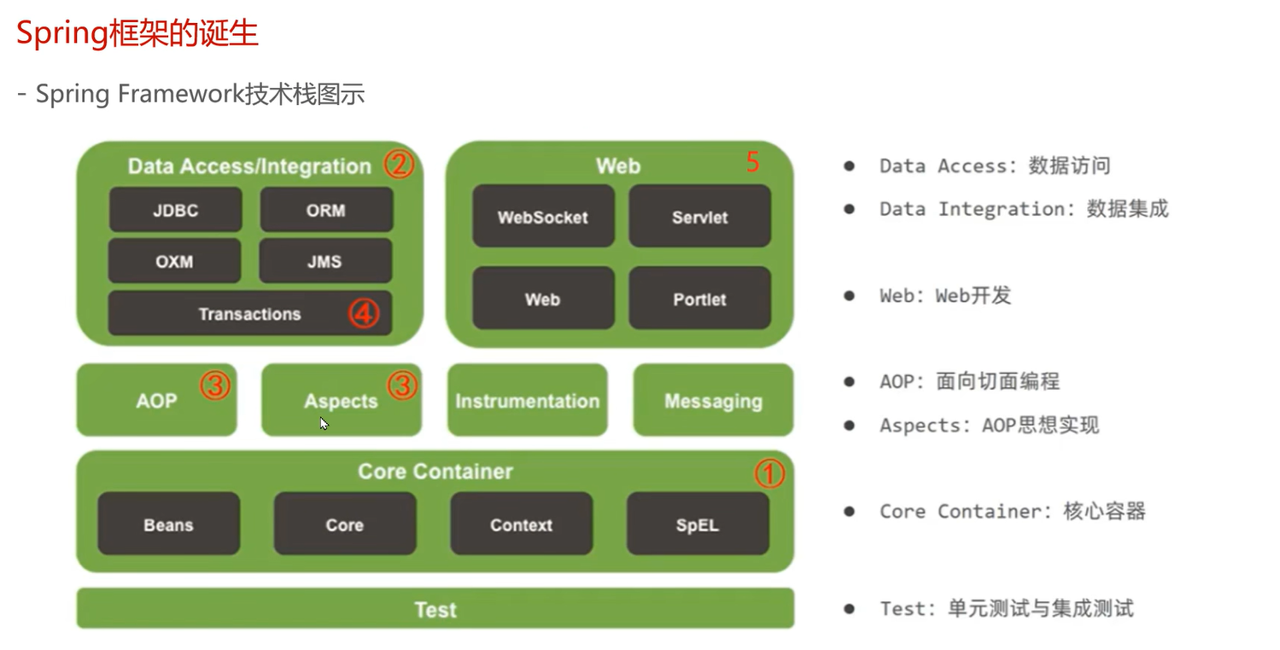 Spring框架的诞生
- Spring Framework技术栈图示
Data Access/Integration ②
JDBC ORM
OXM JMS
Transactions ④
Web 5
WebSocket Servlet
Web Portlet
AOP ③
Aspects ③
Instrumentation
Messaging
Core Container ①
Beans Core Context SpEL
Test
● Data Access: 数据访问
● Data Integration: 数据集成
● Web: Web开发
● AOP: 面向切面编程
● Aspects: AOP思想实现
● Core Container: 核心容器
● Test: 单元测试与集成测试